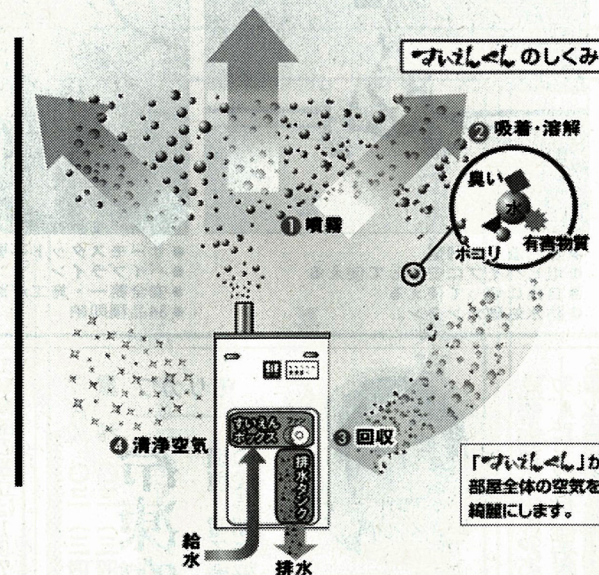 すいえんくんのしくみ
❷ 吸着・溶解
臭い
水
ホコリ
有害物質
❶ 噴霧
❹ 清浄空気
すいえん
ボックス
ファン
❸ 回収
排水タンク
給水
排水
「すいえんくん」が
部屋全体の空気を
綺麗にします。